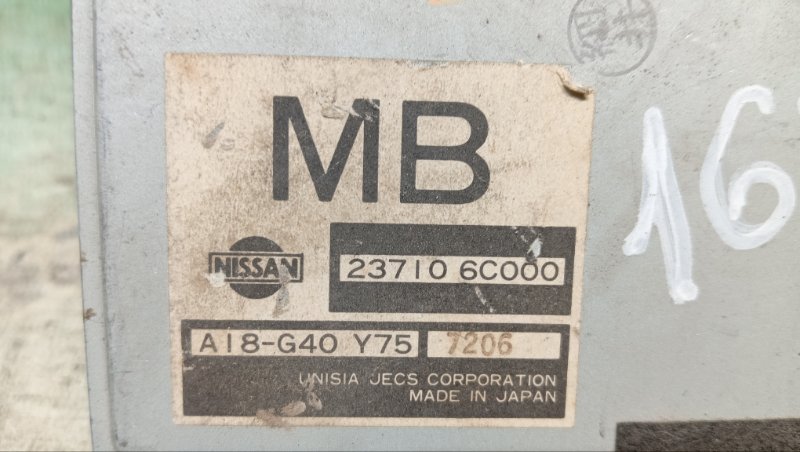 16
MB
NISSAN
23710 6C000
A18-G40 Y75 7206
UNISIA JECS CORPORATION
MADE IN JAPAN